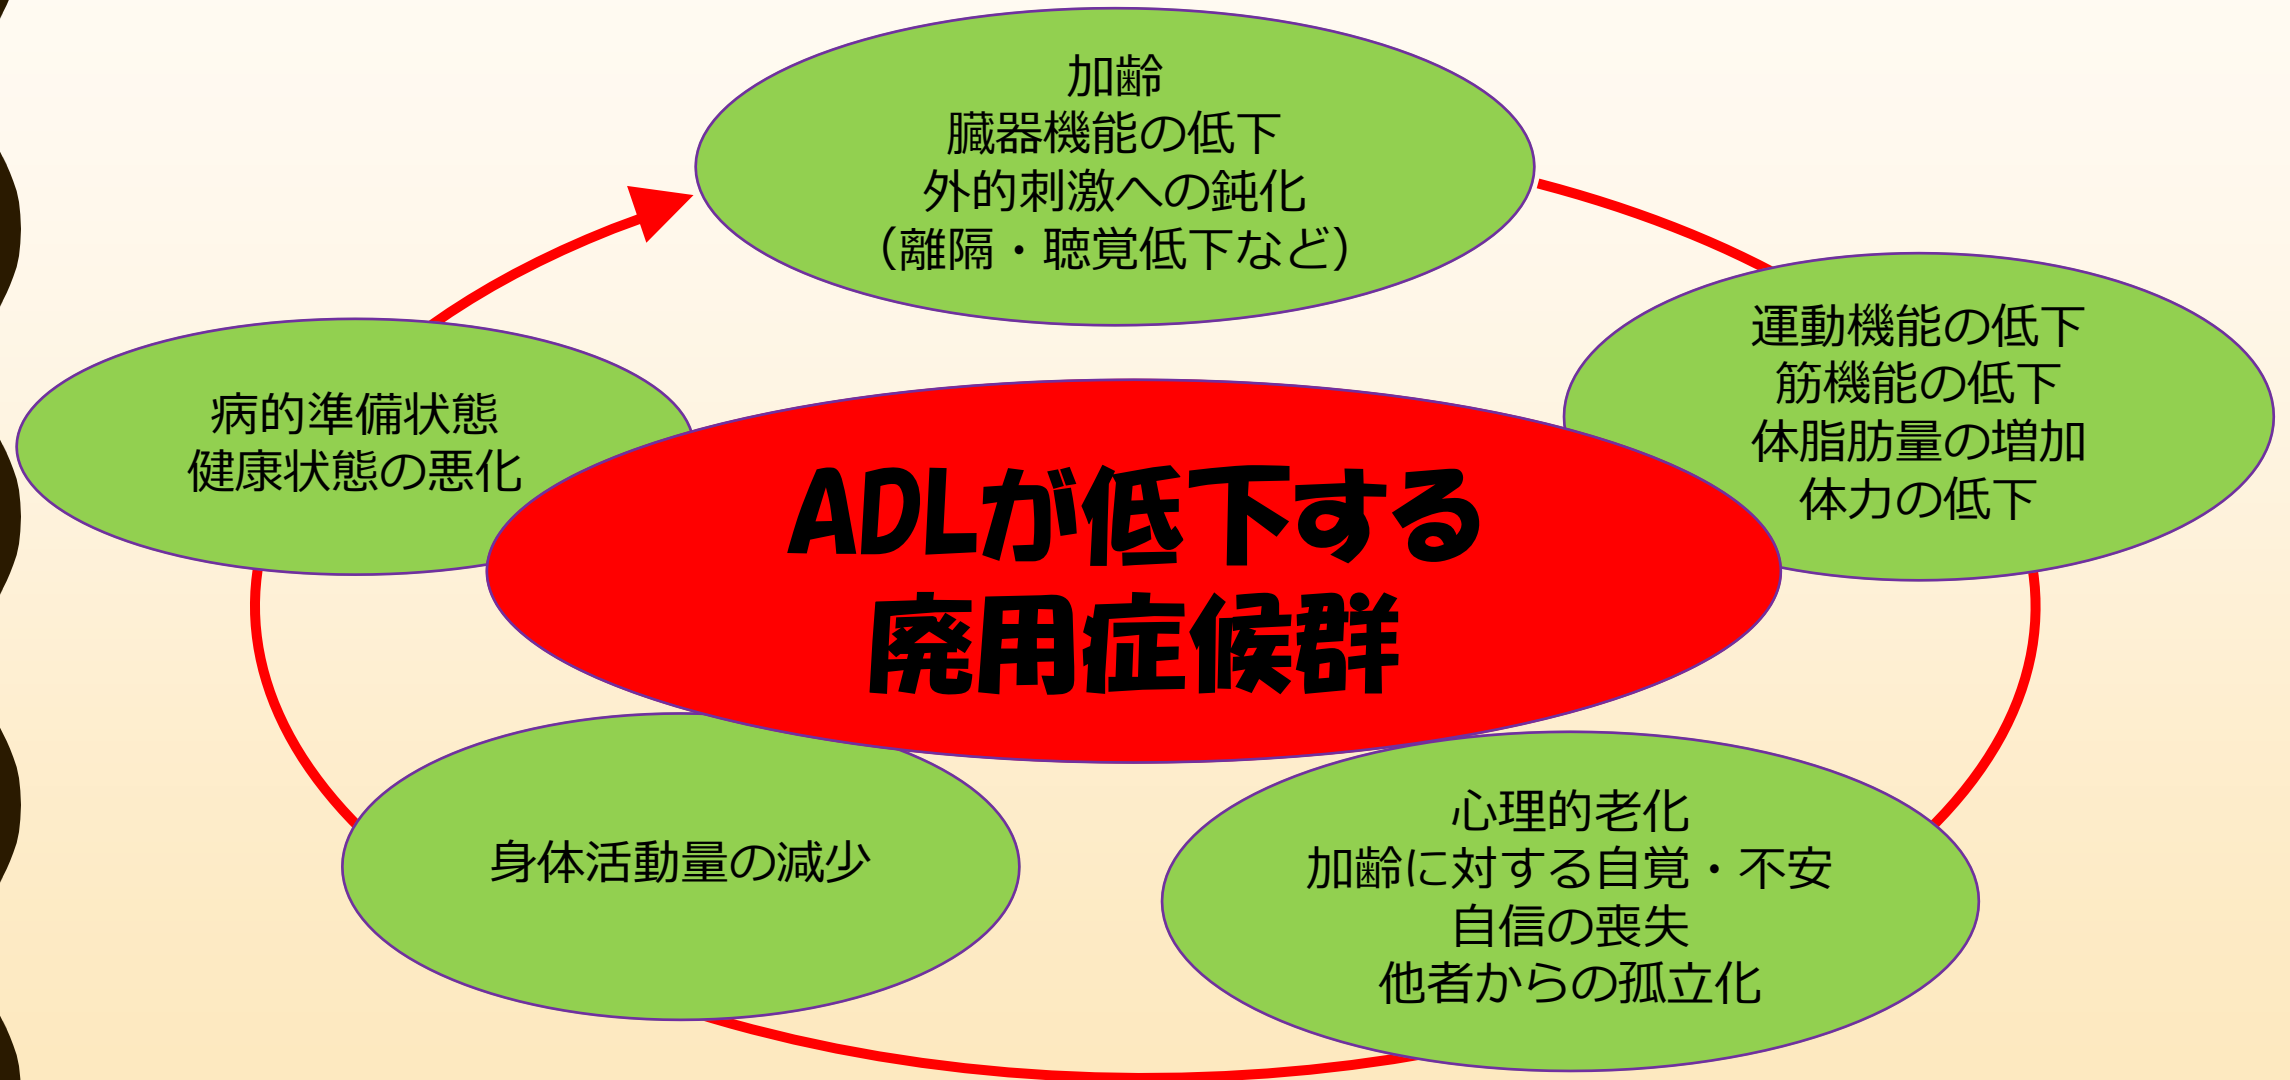 加齢
臓器機能の低下
外的刺激への鈍化
（離隔・聴覚低下など）
運動機能の低下
筋機能の低下
体脂肪量の増加
体力の低下
病的準備状態
健康状態の悪化
ADLが低下する
廃用症候群
身体活動量の減少
心理的老化
加齢に対する自覚・不安
自信の喪失
他者からの孤立化